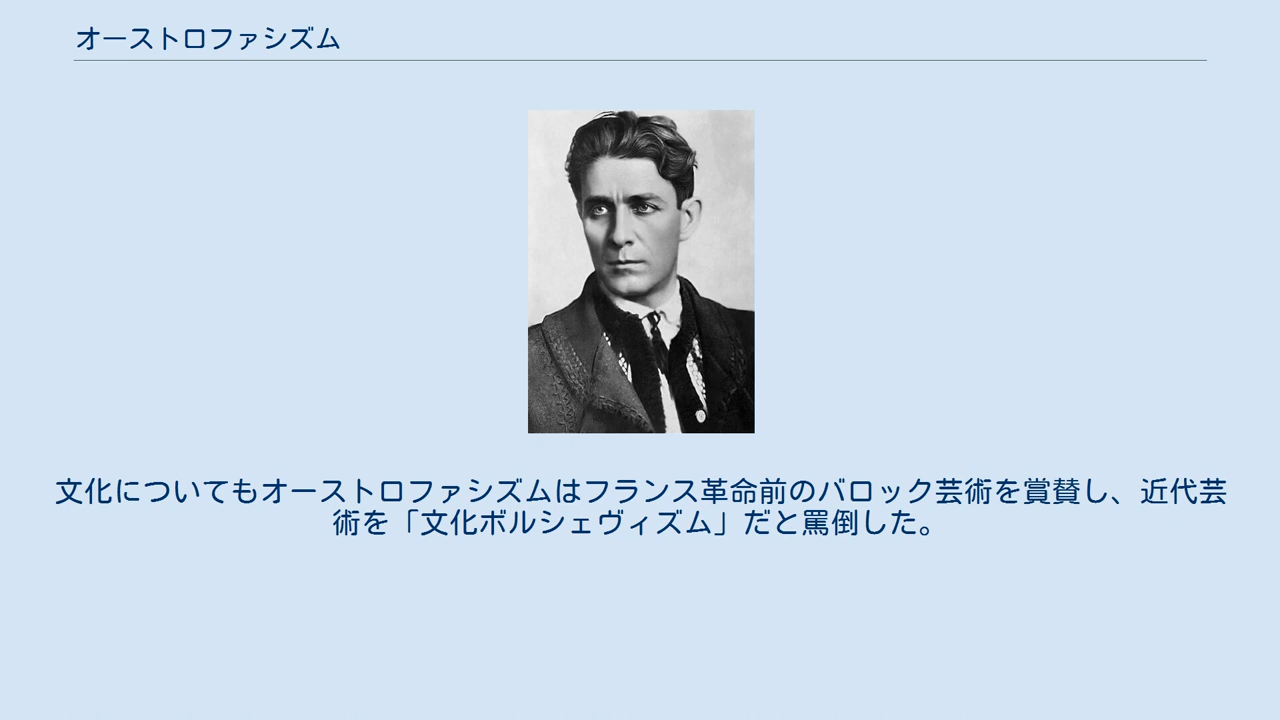 オーストロファシズム
文化についてもオーストロファシズムはフランス革命前のバロック芸術を賞賛し、近代芸
術を「文化ボルシェヴィズム」だと罵倒した。